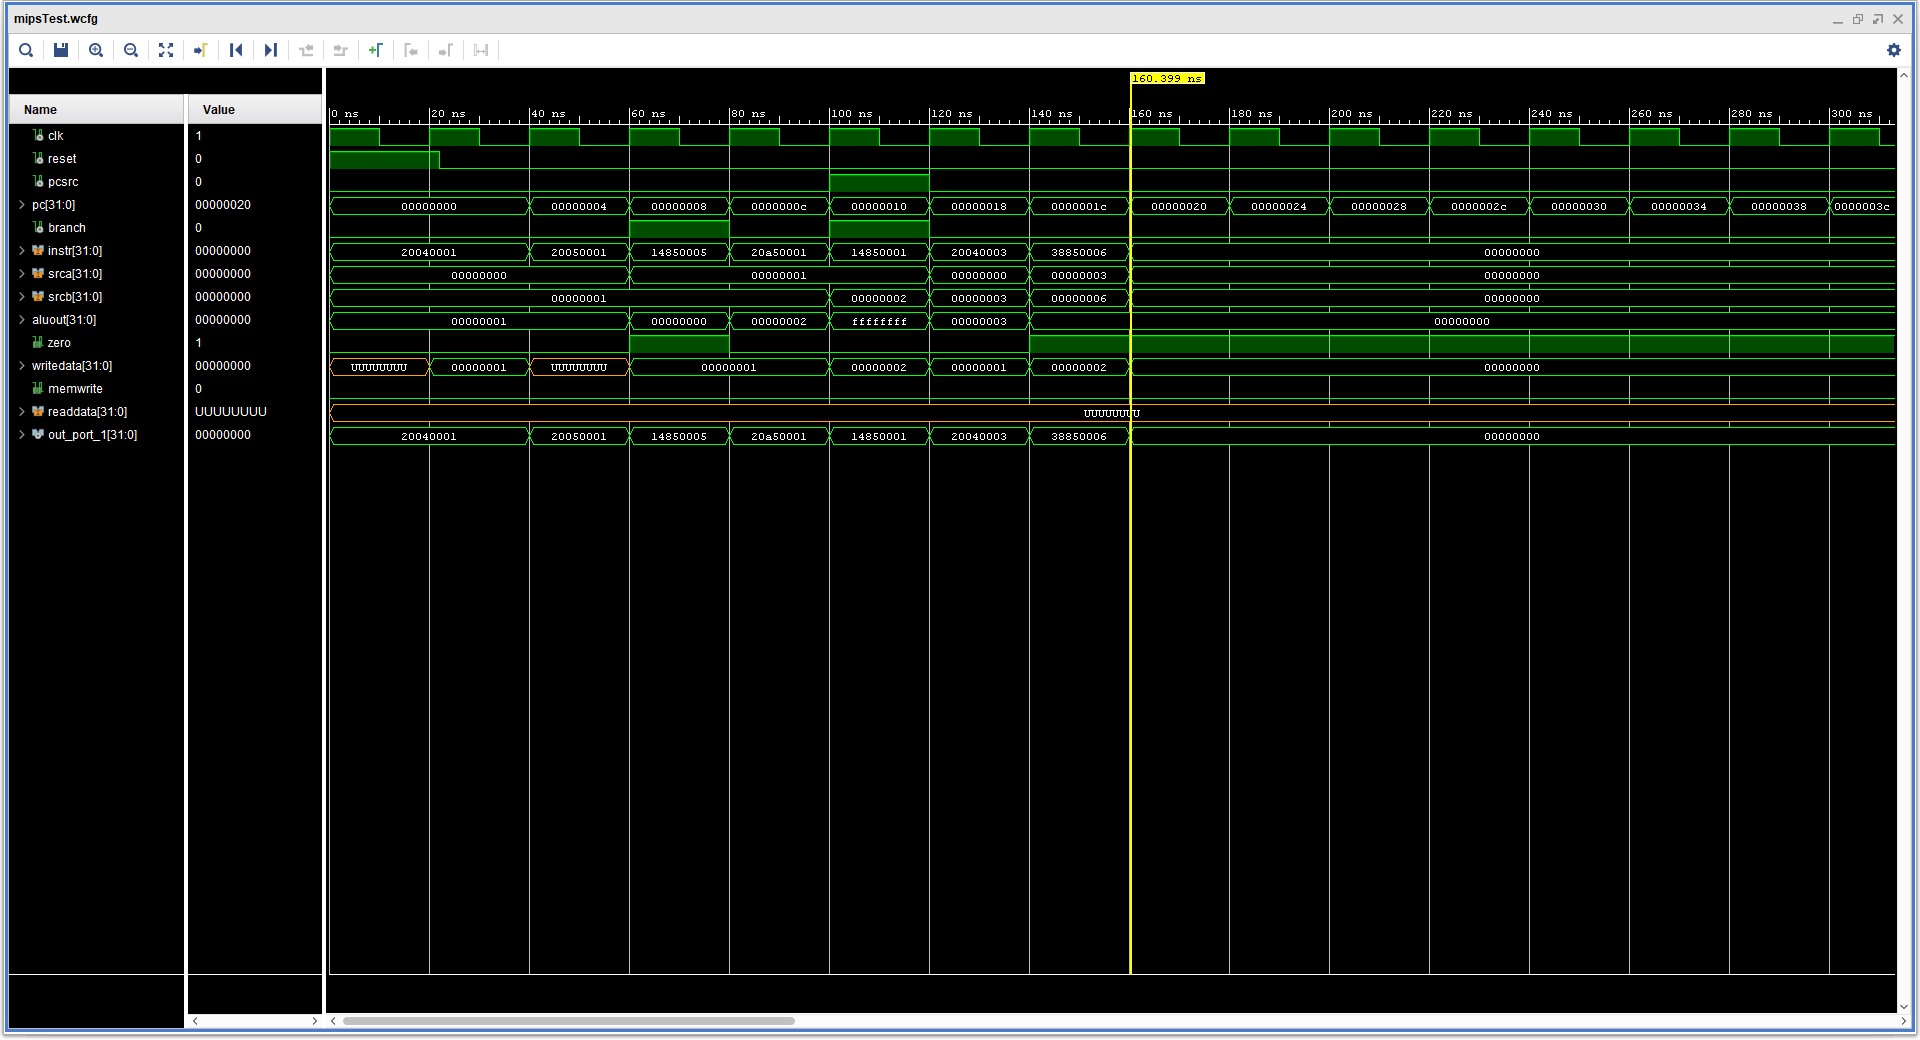 mipsTest.wcfg
160.399 ns
Name Value
0 ns 20 ns 40 ns 60 ns 80 ns 100 ns 120 ns 140 ns 160 ns 180 ns 200 ns 220 ns 240 ns 260 ns 280 ns 300 ns
clk 1
reset 0
pcsrc 0
pc[31:0] 00000020 00000000 00000004 00000008 0000000c 00000010 00000018 0000001c 00000020 00000024 00000028 0000002c 00000030 00000034 00000038 0000003c
branch 0
instr[31:0] 00000000 20040001 20050001 14850005 20a50001 14850001 20040003 38850006 00000000
srca[31:0] 00000000 00000000 00000001 00000000 00000003 00000000
srcb[31:0] 00000000 00000001 00000002 00000003 00000006 00000000
aluout[31:0] 00000000 00000001 00000000 00000002 ffffffff 00000003 00000000
zero 1
writedata[31:0] 00000000 UUUUUUUU 00000001 UUUUUUUU 00000001 00000002 00000001 00000002 00000000
memwrite 0
readdata[31:0] UUUUUUUU UUUUUUUU
out_port_1[31:0] 00000000 20040001 20050001 14850005 20a50001 14850001 20040003 38850006 00000000